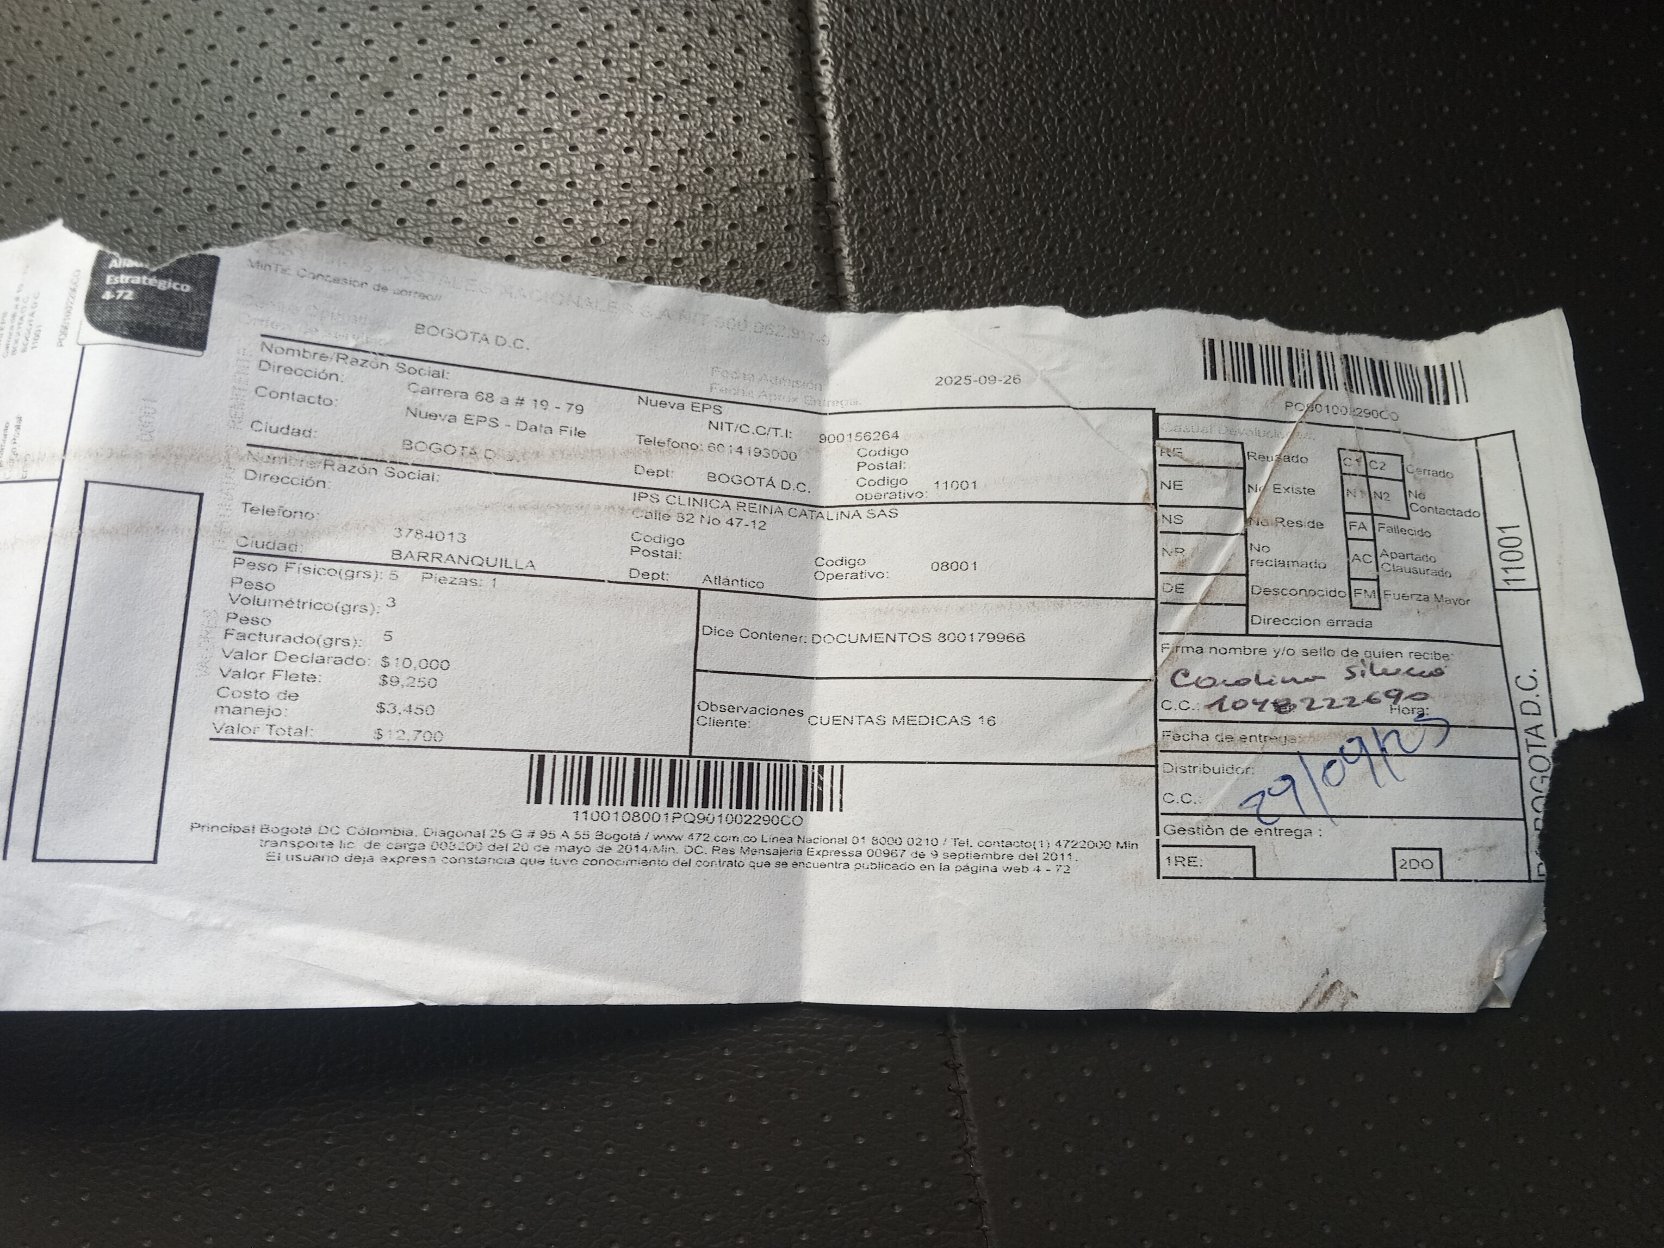 Estratégico
4-72
MinTic Concesion de correo//
BOGOTA D.C.
Fecha Admisión
2025-09-26
Fecha Aprox Entrega:
Nombre/Razón Social: Nueva EPS
Dirección: Carrera 68 a # 19 - 79 NIT/C.C/T.I: 900156264
Contacto: Nueva EPS - Data File Telefono: 6014193000 Codigo Postal:
Ciudad: BOGOTA D.C. Dept: BOGOTÁ D.C. Codigo operativo: 11001
Nombre/Razón Social: IPS CLINICA REINA CATALINA SAS
Dirección: Calle 82 No 47-12
Telefono: 3784013 Codigo Postal: Codigo Operativo: 08001
Ciudad: BARRANQUILLA Dept: Atlántico
Peso Físico(grs): 5 Piezas: 1
Peso
Volumétrico(grs): 3
Peso
Facturado(grs): 5
Valor Declarado: $10,000
Valor Flete: $9,250
Costo de
manejo: $3,450
Valor Total: $12,700
Dice Contener: DOCUMENTOS 800179966
Observaciones
Cliente: CUENTAS MEDICAS 16
1100108001PQ901002290CO
Principal Bogotá DC Colombia. Diagonal 25 G # 95 A 55 Bogotá / www.472.com.co Línea Nacional 01 8000 0210 / Tel. contacto(1) 4722000 Min
transporte lic. de carga 003200 del 20 de mayo de 2014/Min. DC. Res Mensajería Expressa 00967 de 9 septiembre del 2011.
El usuario deja expresa constancia que tuvo conocimiento del contrato que se encuentra publicado en la página web 4 - 72
PQ901002290CO
RE Reusado C1 C2 Cerrado
NE No Existe N1 N2 No Contactado
NS No Reside FA Fallecido
NR No reclamado AC Apartado Clausurado
DE Desconocido FM Fuerza Mayor
Direccion errada
Firma nombre y/o sello de quien recibe:
Carolina
C.C.: 1048222690 Hora:
Fecha de entrega:
29/09/25
Distribuidor:
C.C.:
Gestión de entrega :
1RE: 2DO
11001
BOGOTA D.C.